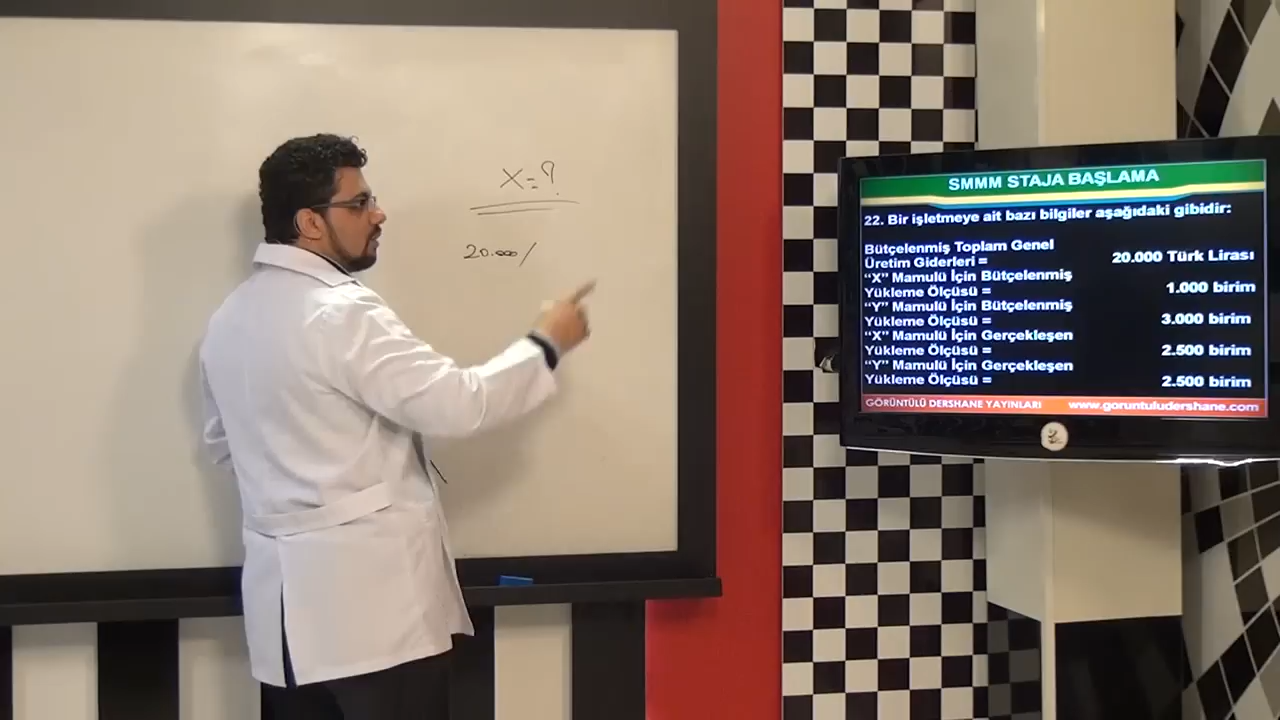 X=?
20.000/
SMMM STAJA BAŞLAMA
22. Bir işletmeye ait bazı bilgiler aşağıdaki gibidir:
Bütçelenmiş Toplam Genel
Üretim Giderleri = 20.000 Türk Lirası
“X” Mamulü İçin Bütçelenmiş
Yükleme Ölçüsü = 1.000 birim
“Y” Mamulü İçin Bütçelenmiş
Yükleme Ölçüsü = 3.000 birim
“X” Mamulü İçin Gerçekleşen
Yükleme Ölçüsü = 2.500 birim
“Y” Mamulü İçin Gerçekleşen
Yükleme Ölçüsü = 2.500 birim
GÖRÜNTÜLÜ DERSHANE YAYINLARI www.goruntuludershane.com